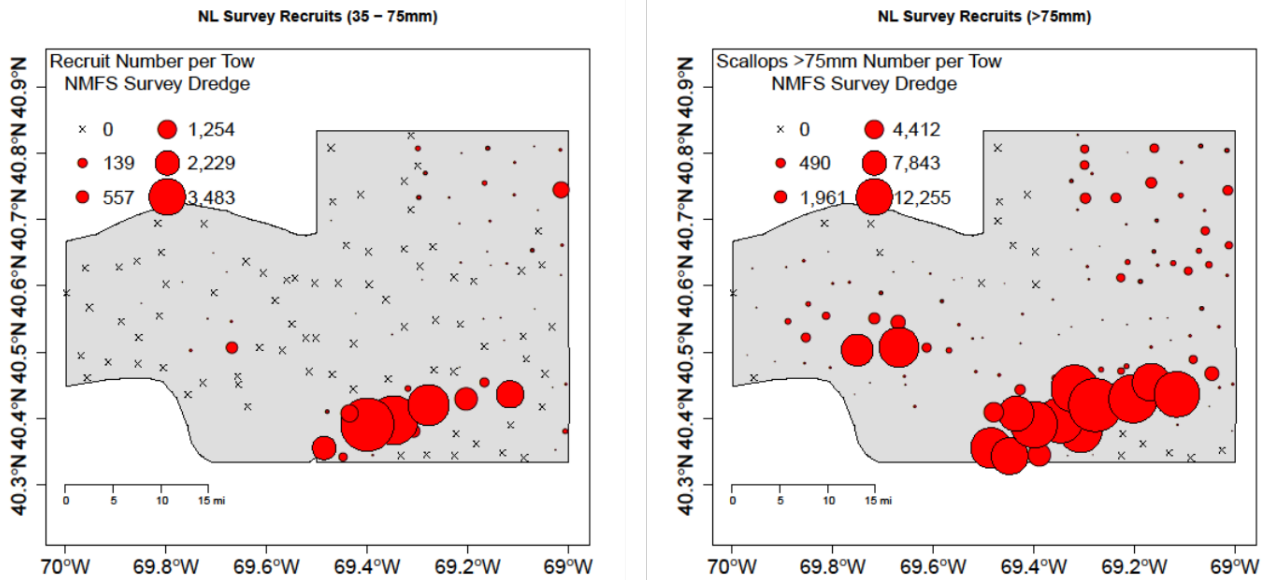 NL Survey Recruits (35 – 75mm)
Recruit Number per Tow
NMFS Survey Dredge
× 0 1,254
139 2,229
557 3,483
40.9°N
40.8°N
40.7°N
40.6°N
40.5°N
40.4°N
40.3°N
0 5 10 15 mi
70°W 69.8°W 69.6°W 69.4°W 69.2°W 69°W
NL Survey Recruits (>75mm)
Scallops >75mm Number per Tow
NMFS Survey Dredge
× 0 4,412
490 7,843
1,961 12,255
40.9°N
40.8°N
40.7°N
40.6°N
40.5°N
40.4°N
40.3°N
0 5 10 15 mi
70°W 69.8°W 69.6°W 69.4°W 69.2°W 69°W